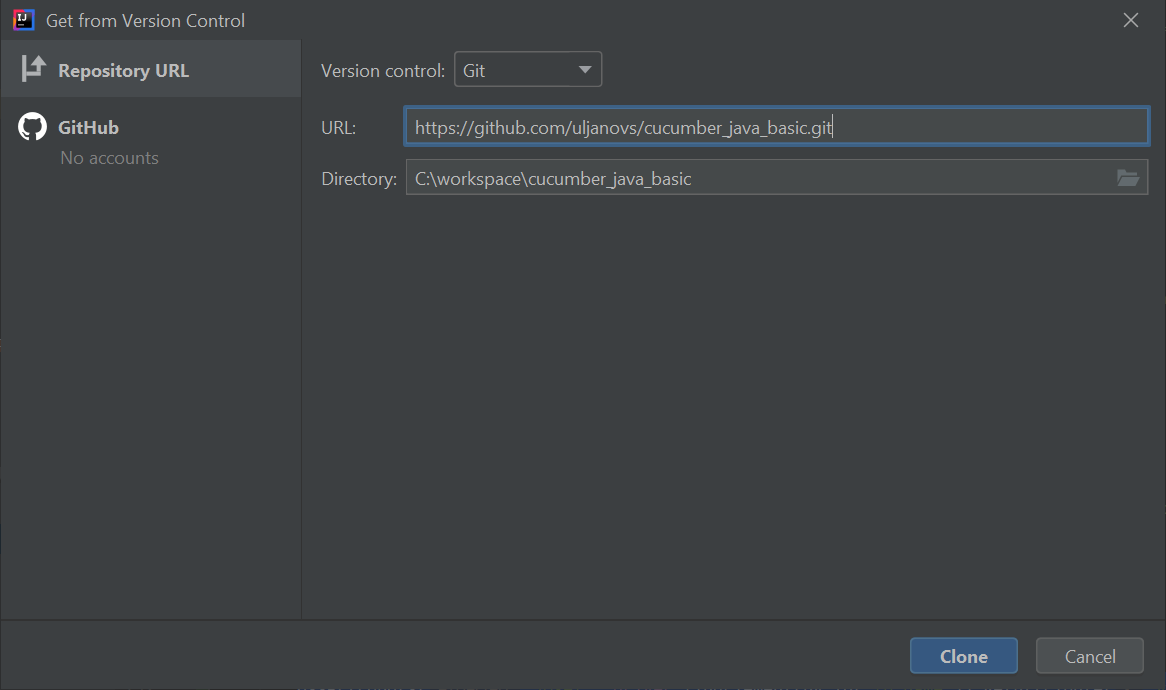 Get from Version Control
Repository URL
GitHub
No accounts
Version control: Git
URL: https://github.com/uljanovs/cucumber_java_basic.git
Directory: C:\workspace\cucumber_java_basic
Clone Cancel